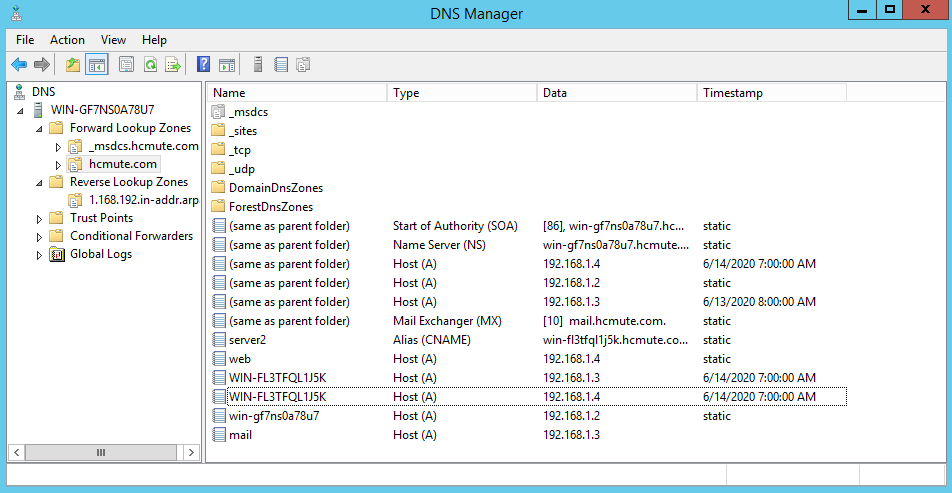 DNS Manager
File Action View Help
DNS
WIN-GF7NS0A78U7
Forward Lookup Zones
_msdcs.hcmute.com
hcmute.com
Reverse Lookup Zones
1.168.192.in-addr.arp
Trust Points
Conditional Forwarders
Global Logs
Name Type Data Timestamp
_msdcs
_sites
_tcp
_udp
DomainDnsZones
ForestDnsZones
(same as parent folder) Start of Authority (SOA) [86], win-gf7ns0a78u7.hc... static
(same as parent folder) Name Server (NS) win-gf7ns0a78u7.hcmute.... static
(same as parent folder) Host (A) 192.168.1.4 6/14/2020 7:00:00 AM
(same as parent folder) Host (A) 192.168.1.2 static
(same as parent folder) Host (A) 192.168.1.3 6/13/2020 8:00:00 AM
(same as parent folder) Mail Exchanger (MX) [10] mail.hcmute.com. static
server2 Alias (CNAME) win-fl3tfql1j5k.hcmute.co... static
web Host (A) 192.168.1.4 static
WIN-FL3TFQL1J5K Host (A) 192.168.1.3 6/14/2020 7:00:00 AM
WIN-FL3TFQL1J5K Host (A) 192.168.1.4 6/14/2020 7:00:00 AM
win-gf7ns0a78u7 Host (A) 192.168.1.2 static
mail Host (A) 192.168.1.3